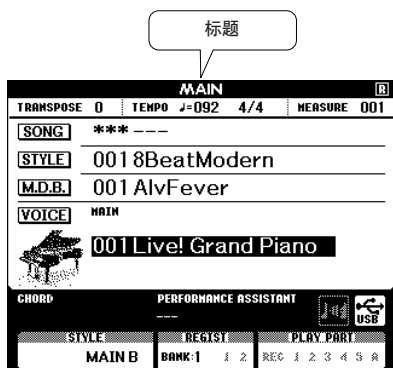 标题
MAIN R
TRANSPOSE 0 TEMPO ♩=092 4/4 MEASURE 001
SONG *** ---
STYLE 001 8BeatModern
M.D.B. 001 AlvFever
VOICE MAIN
001 Live! Grand Piano
CHORD PERFORMANCE ASSISTANT
---
USB
STYLE REGIST PLAY PART
MAIN B BANK:1 1 2 REC 1 2 3 4 5 A